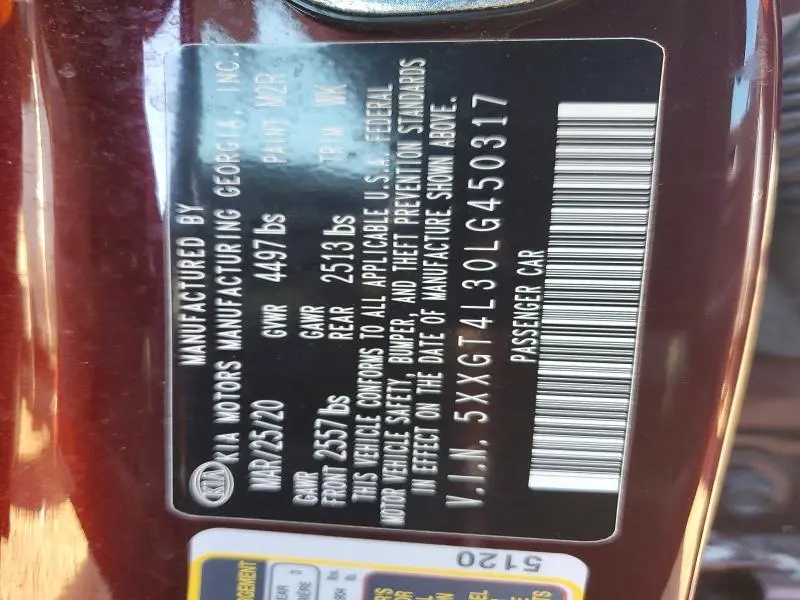 MANUFACTURED BY
KIA KIA MOTORS MANUFACTURING GEORGIA, INC.
MAR/25/20 GVWR 4497 lbs PAINT M2R
GAWR GAWR TRIM WK
FRONT 2557 lbs REAR 2513 lbs
THIS VEHICLE CONFORMS TO ALL APPLICABLE U.S.A. FEDERAL
MOTOR VEHICLE SAFETY, BUMPER, AND THEFT PREVENTION STANDARDS
IN EFFECT ON THE DATE OF MANUFACTURE SHOWN ABOVE.
V.I.N. 5XXGT4L30LG450317
PASSENGER CAR
5120